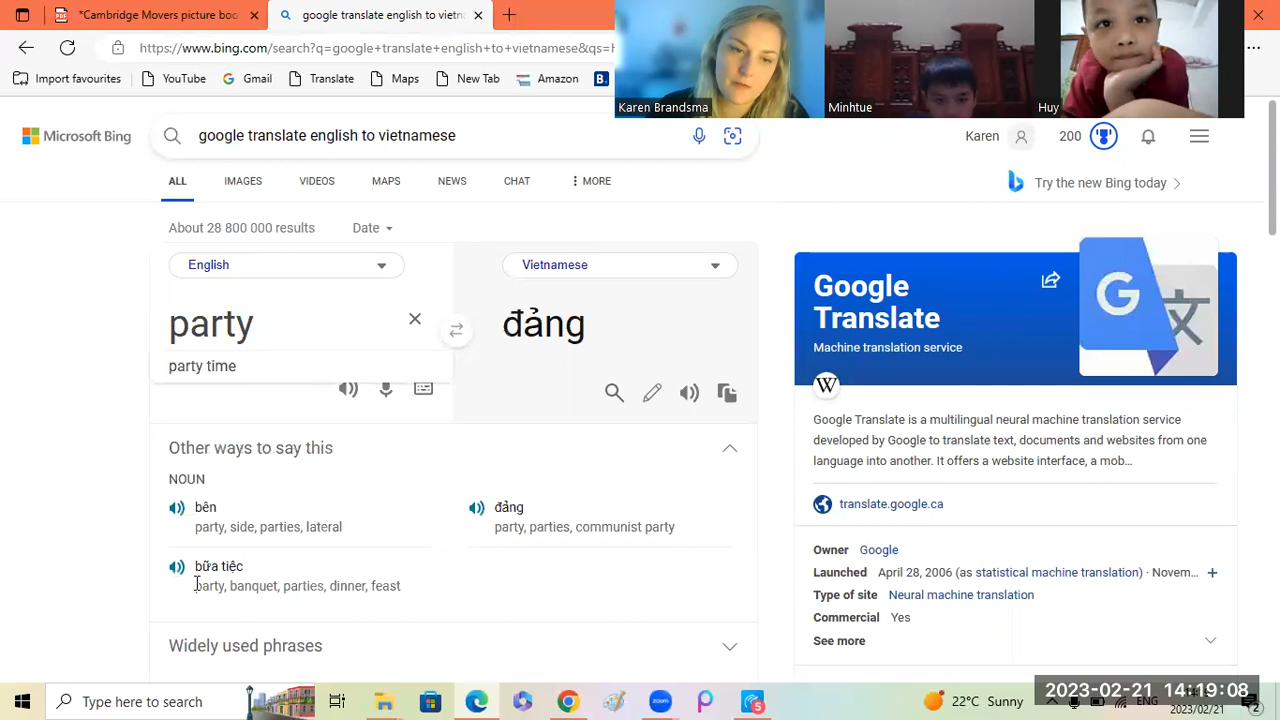 "Cambridge Movers pictur book
google translate english to vietn
https://www.bing.com/search?q=google+translate+english+to+vietnamese&qs=H
Import favourites
YouTube
Gmail
Translate
Maps
New Tab
Amazon
B.
Karen Brandsma
Minhtue
Huy
Microsoft Bing
google translate english to vietnamese
Karen
200
ALL
IMAGES
VIDEOS
MAPS
NEWS
CHAT
MORE
Try the new Bing today
About 28 800 000 results
Date
English
Vietnamese
party
đảng
party time
Other ways to say this
NOUN
bên
party, side, parties, lateral
đảng
party, parties, communist party
bữa tiệc
party, banquet, parties, dinner, feast
Widely used phrases
Google
Translate
Machine translation service
G
文
W
Google Translate is a multilingual neural machine translation service
developed by Google to translate text, documents and websites from one
language into another. It offers a website interface, a mob…
translate.google.ca
Owner Google
Launched April 28, 2006 (as statistical machine translation) · Novem…
Type of site Neural machine translation
Commercial Yes
See more
Type here to search
zoom
5
22°C Sunny
ENG
2023-02-21 14:19:08
2023/02/21
2